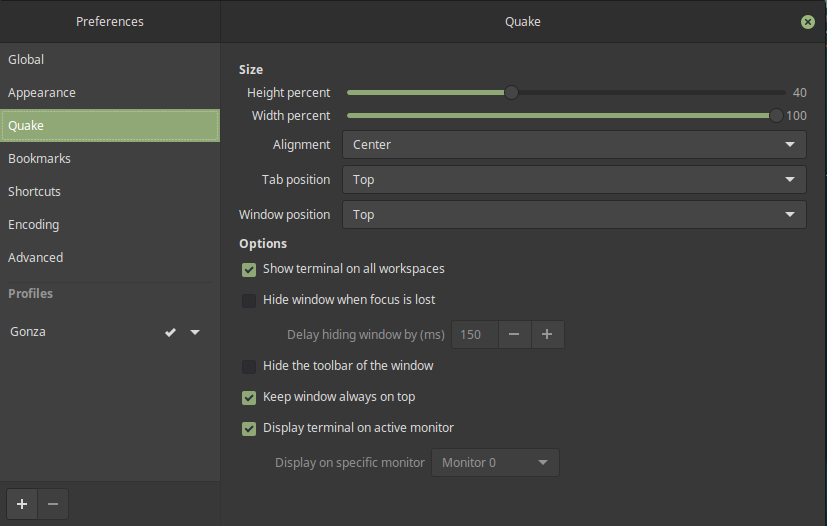 Preferences
Quake
Global
Appearance
Quake
Bookmarks
Shortcuts
Encoding
Advanced
Profiles
Gonza
Size
Height percent 40
Width percent 100
Alignment Center
Tab position Top
Window position Top
Options
Show terminal on all workspaces
Hide window when focus is lost
Delay hiding window by (ms) 150
Hide the toolbar of the window
Keep window always on top
Display terminal on active monitor
Display on specific monitor Monitor 0